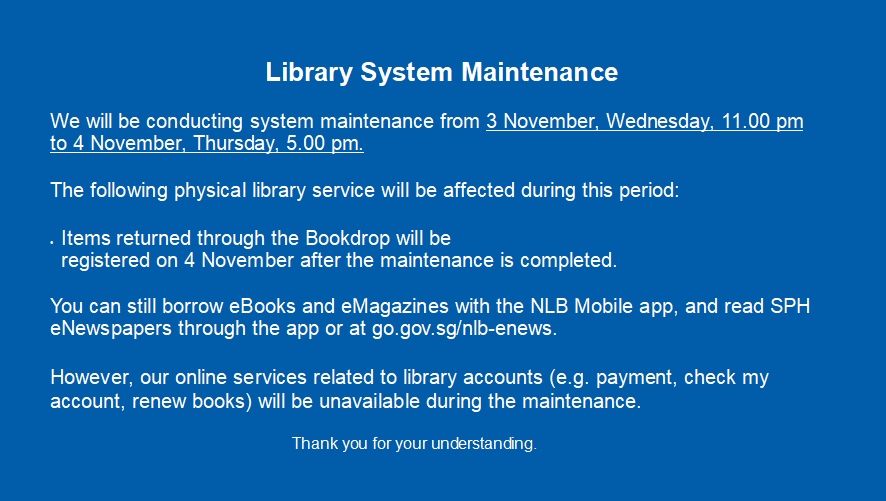 Library System Maintenance
We will be conducting system maintenance from 3 November, Wednesday, 11.00 pm
to 4 November, Thursday, 5.00 pm.
The following physical library service will be affected during this period:
• Items returned through the Bookdrop will be
registered on 4 November after the maintenance is completed.
You can still borrow eBooks and eMagazines with the NLB Mobile app, and read SPH
eNewspapers through the app or at go.gov.sg/nlb-enews.
However, our online services related to library accounts (e.g. payment, check my
account, renew books) will be unavailable during the maintenance.
Thank you for your understanding.